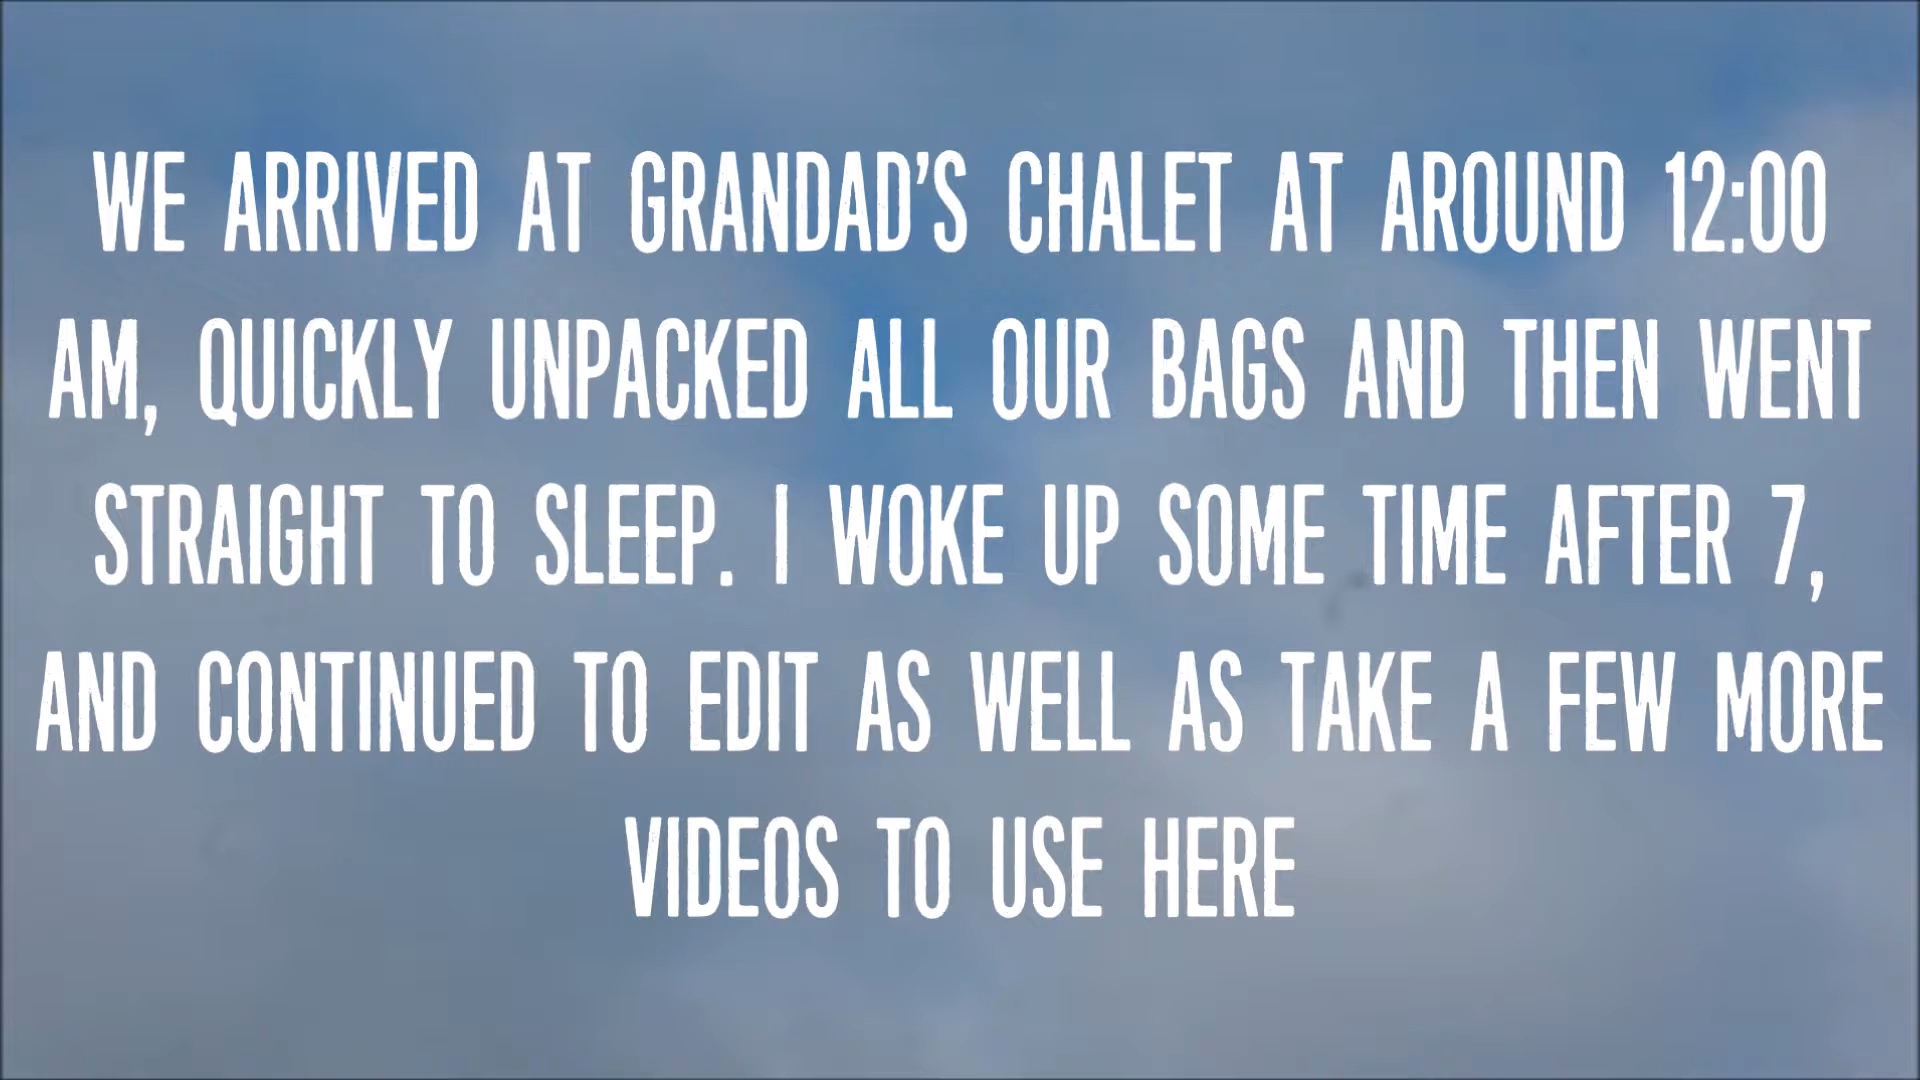 WE ARRIVED AT GRANDAD'S CHALET AT AROUND 12:00
AM, QUICKLY UNPACKED ALL OUR BAGS AND THEN WENT
STRAIGHT TO SLEEP. I WOKE UP SOME TIME AFTER 7,
AND CONTINUED TO EDIT AS WELL AS TAKE A FEW MORE
VIDEOS TO USE HERE